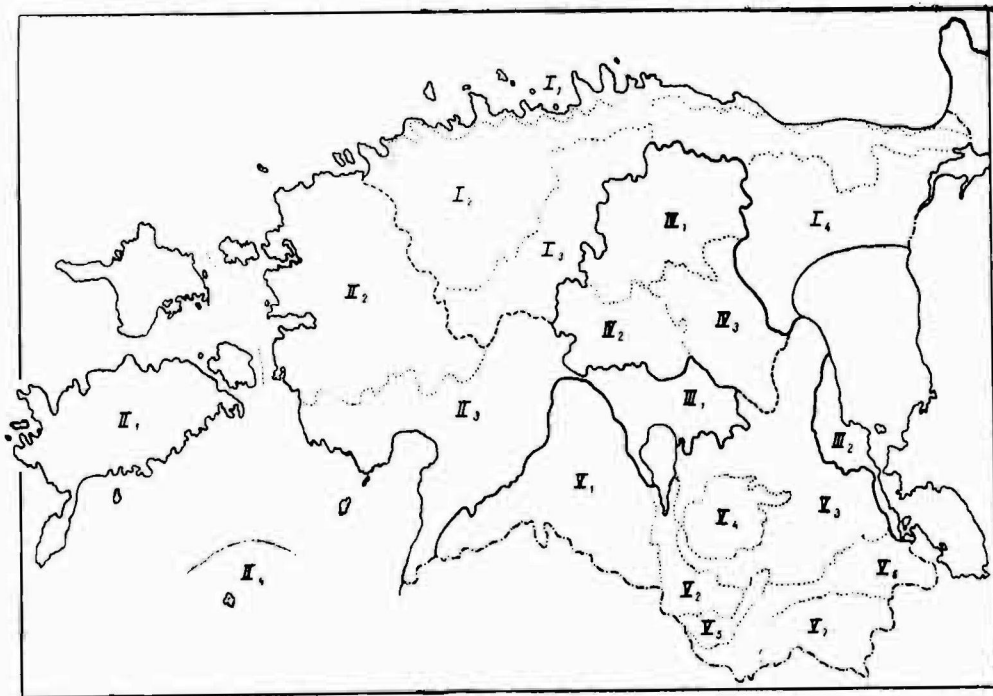 I₁
I₂
IV₁
I₄
I₃
II₂
IV₂
IV₃
II₁
II₃
III₁
III₂
V₁
V₄
V₃
II₄
V₂
V₆
V₅
V₇